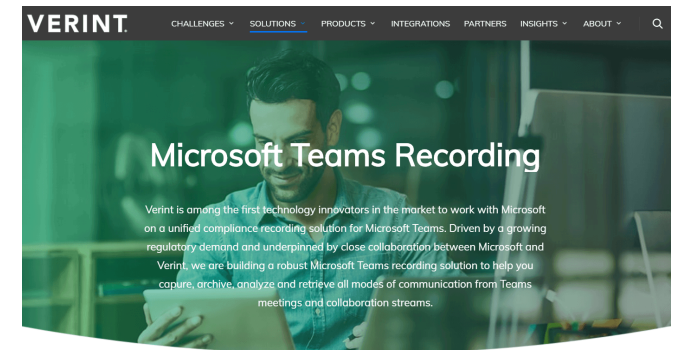 VERINT.
CHALLENGES SOLUTIONS PRODUCTS INTEGRATIONS PARTNERS INSIGHTS ABOUT
Microsoft Teams Recording
Verint is among the first technology innovators in the market to work with Microsoft
on a unified compliance recording solution for Microsoft Teams. Driven by a growing
regulatory demand and underpinned by close collaboration between Microsoft and
Verint, we are building a robust Microsoft Teams recording solution to help you
capure, archive, analyze and retrieve all modes of communication from Teams
meetings and collaboration streams.